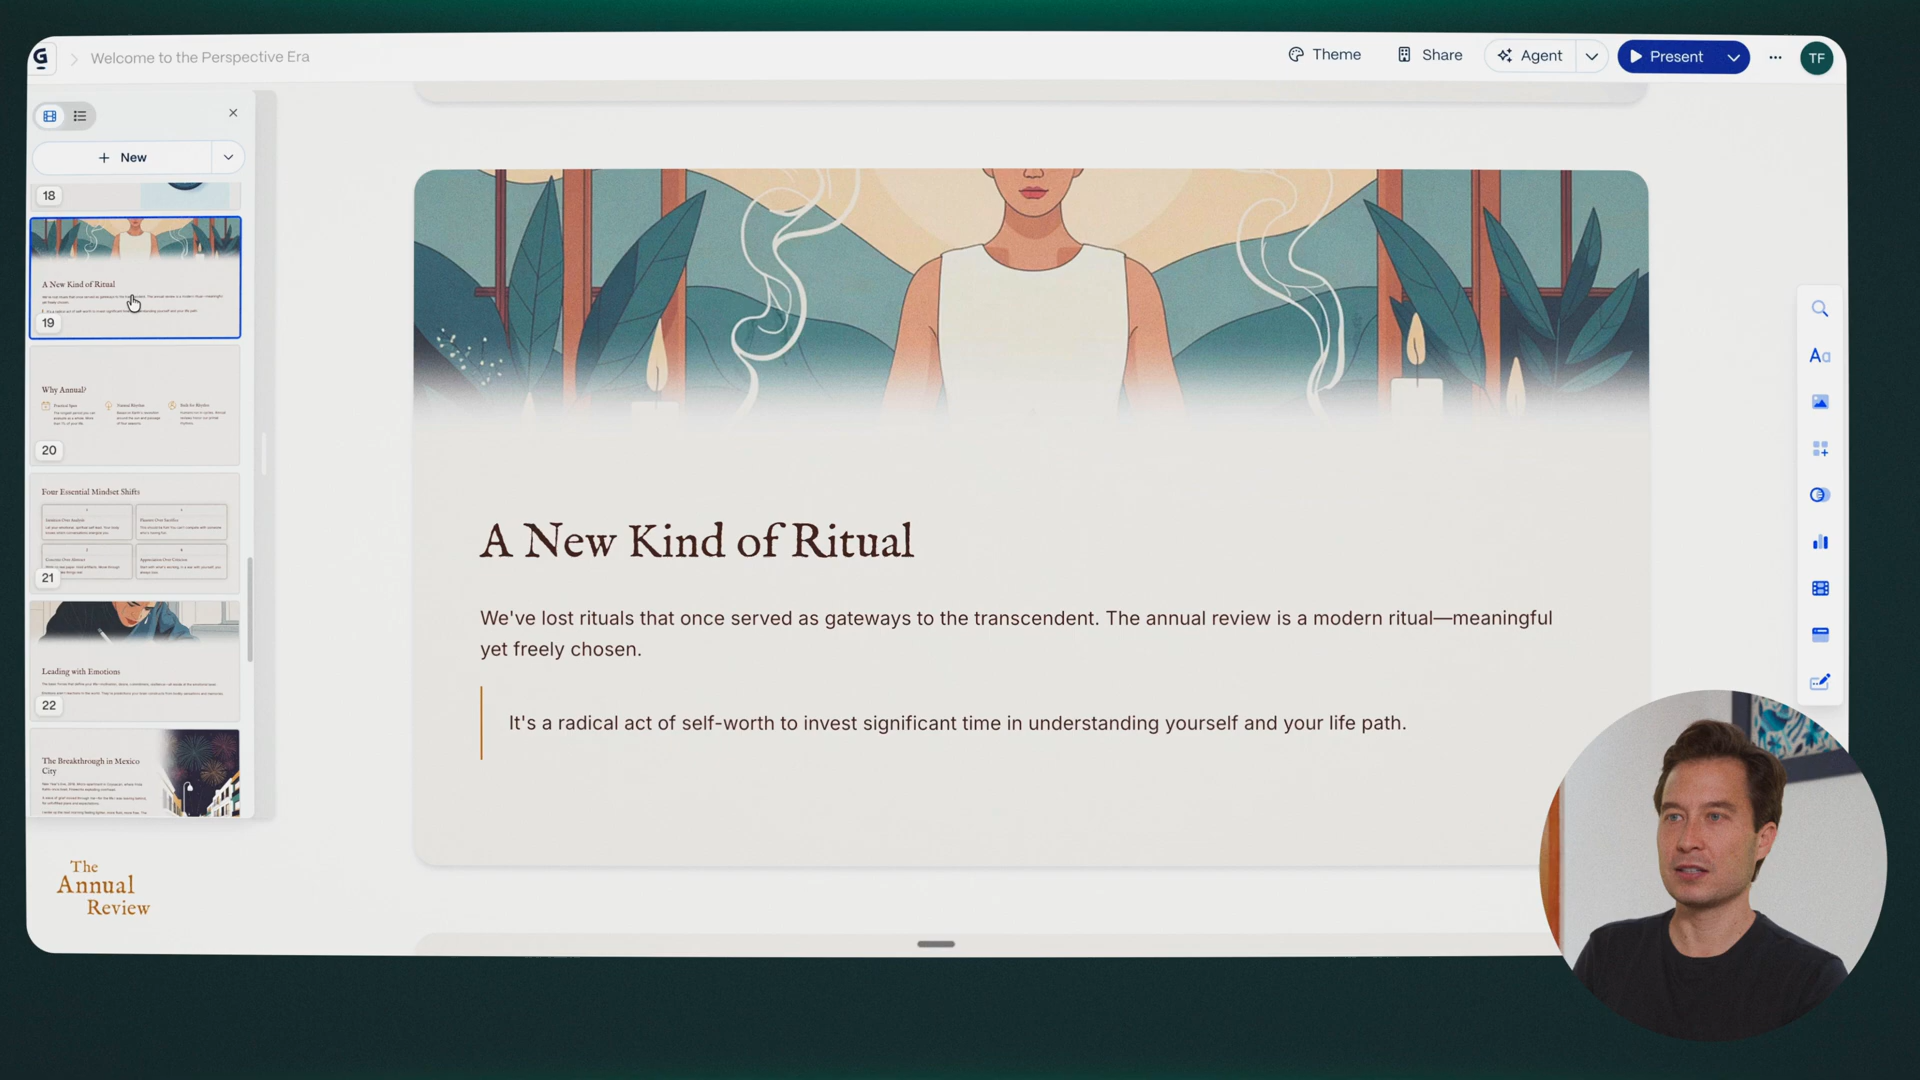 G
Welcome to the Perspective Era
Theme
Share
Agent
Present
TF
New
18
A New Kind of Ritual
19
Why Annual?
20
Four Essential Mindset Shifts
21
Leading with Emotions
22
The Breakthrough in Mexico
City
The
Annual
Review
A New Kind of Ritual
We've lost rituals that once served as gateways to the transcendent. The annual review is a modern ritual—meaningful
yet freely chosen.
It's a radical act of self-worth to invest significant time in understanding yourself and your life path.
Aa